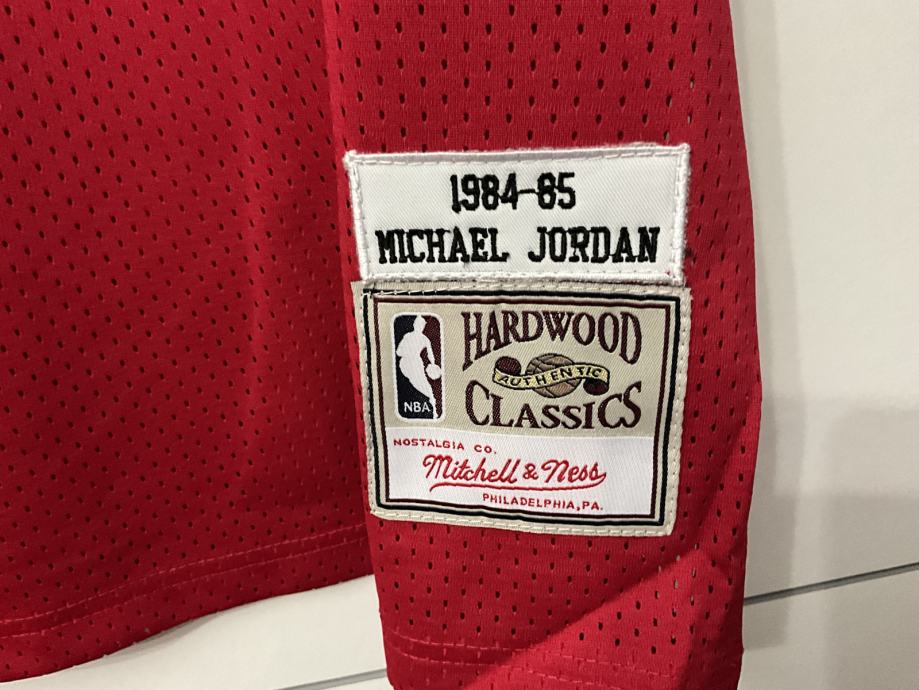 1984-85
MICHAEL JORDAN
HARDWOOD
AUTHENTIC
CLASSICS
NBA
NOSTALGIA CO.
Mitchell & Ness
PHILADELPHIA, PA.